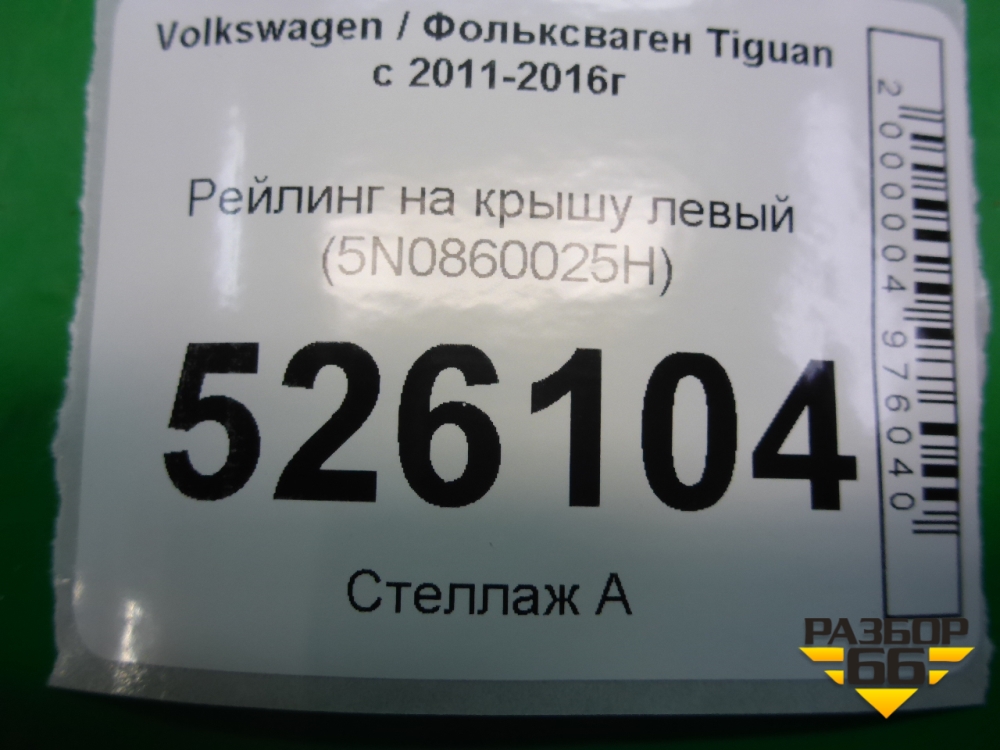 Volkswagen / Фольксваген Tiguan
с 2011-2016г
Рейлинг на крышу левый
(5N0860025H)
526104
Стеллаж А
2000004976040
РАЗБОР
66